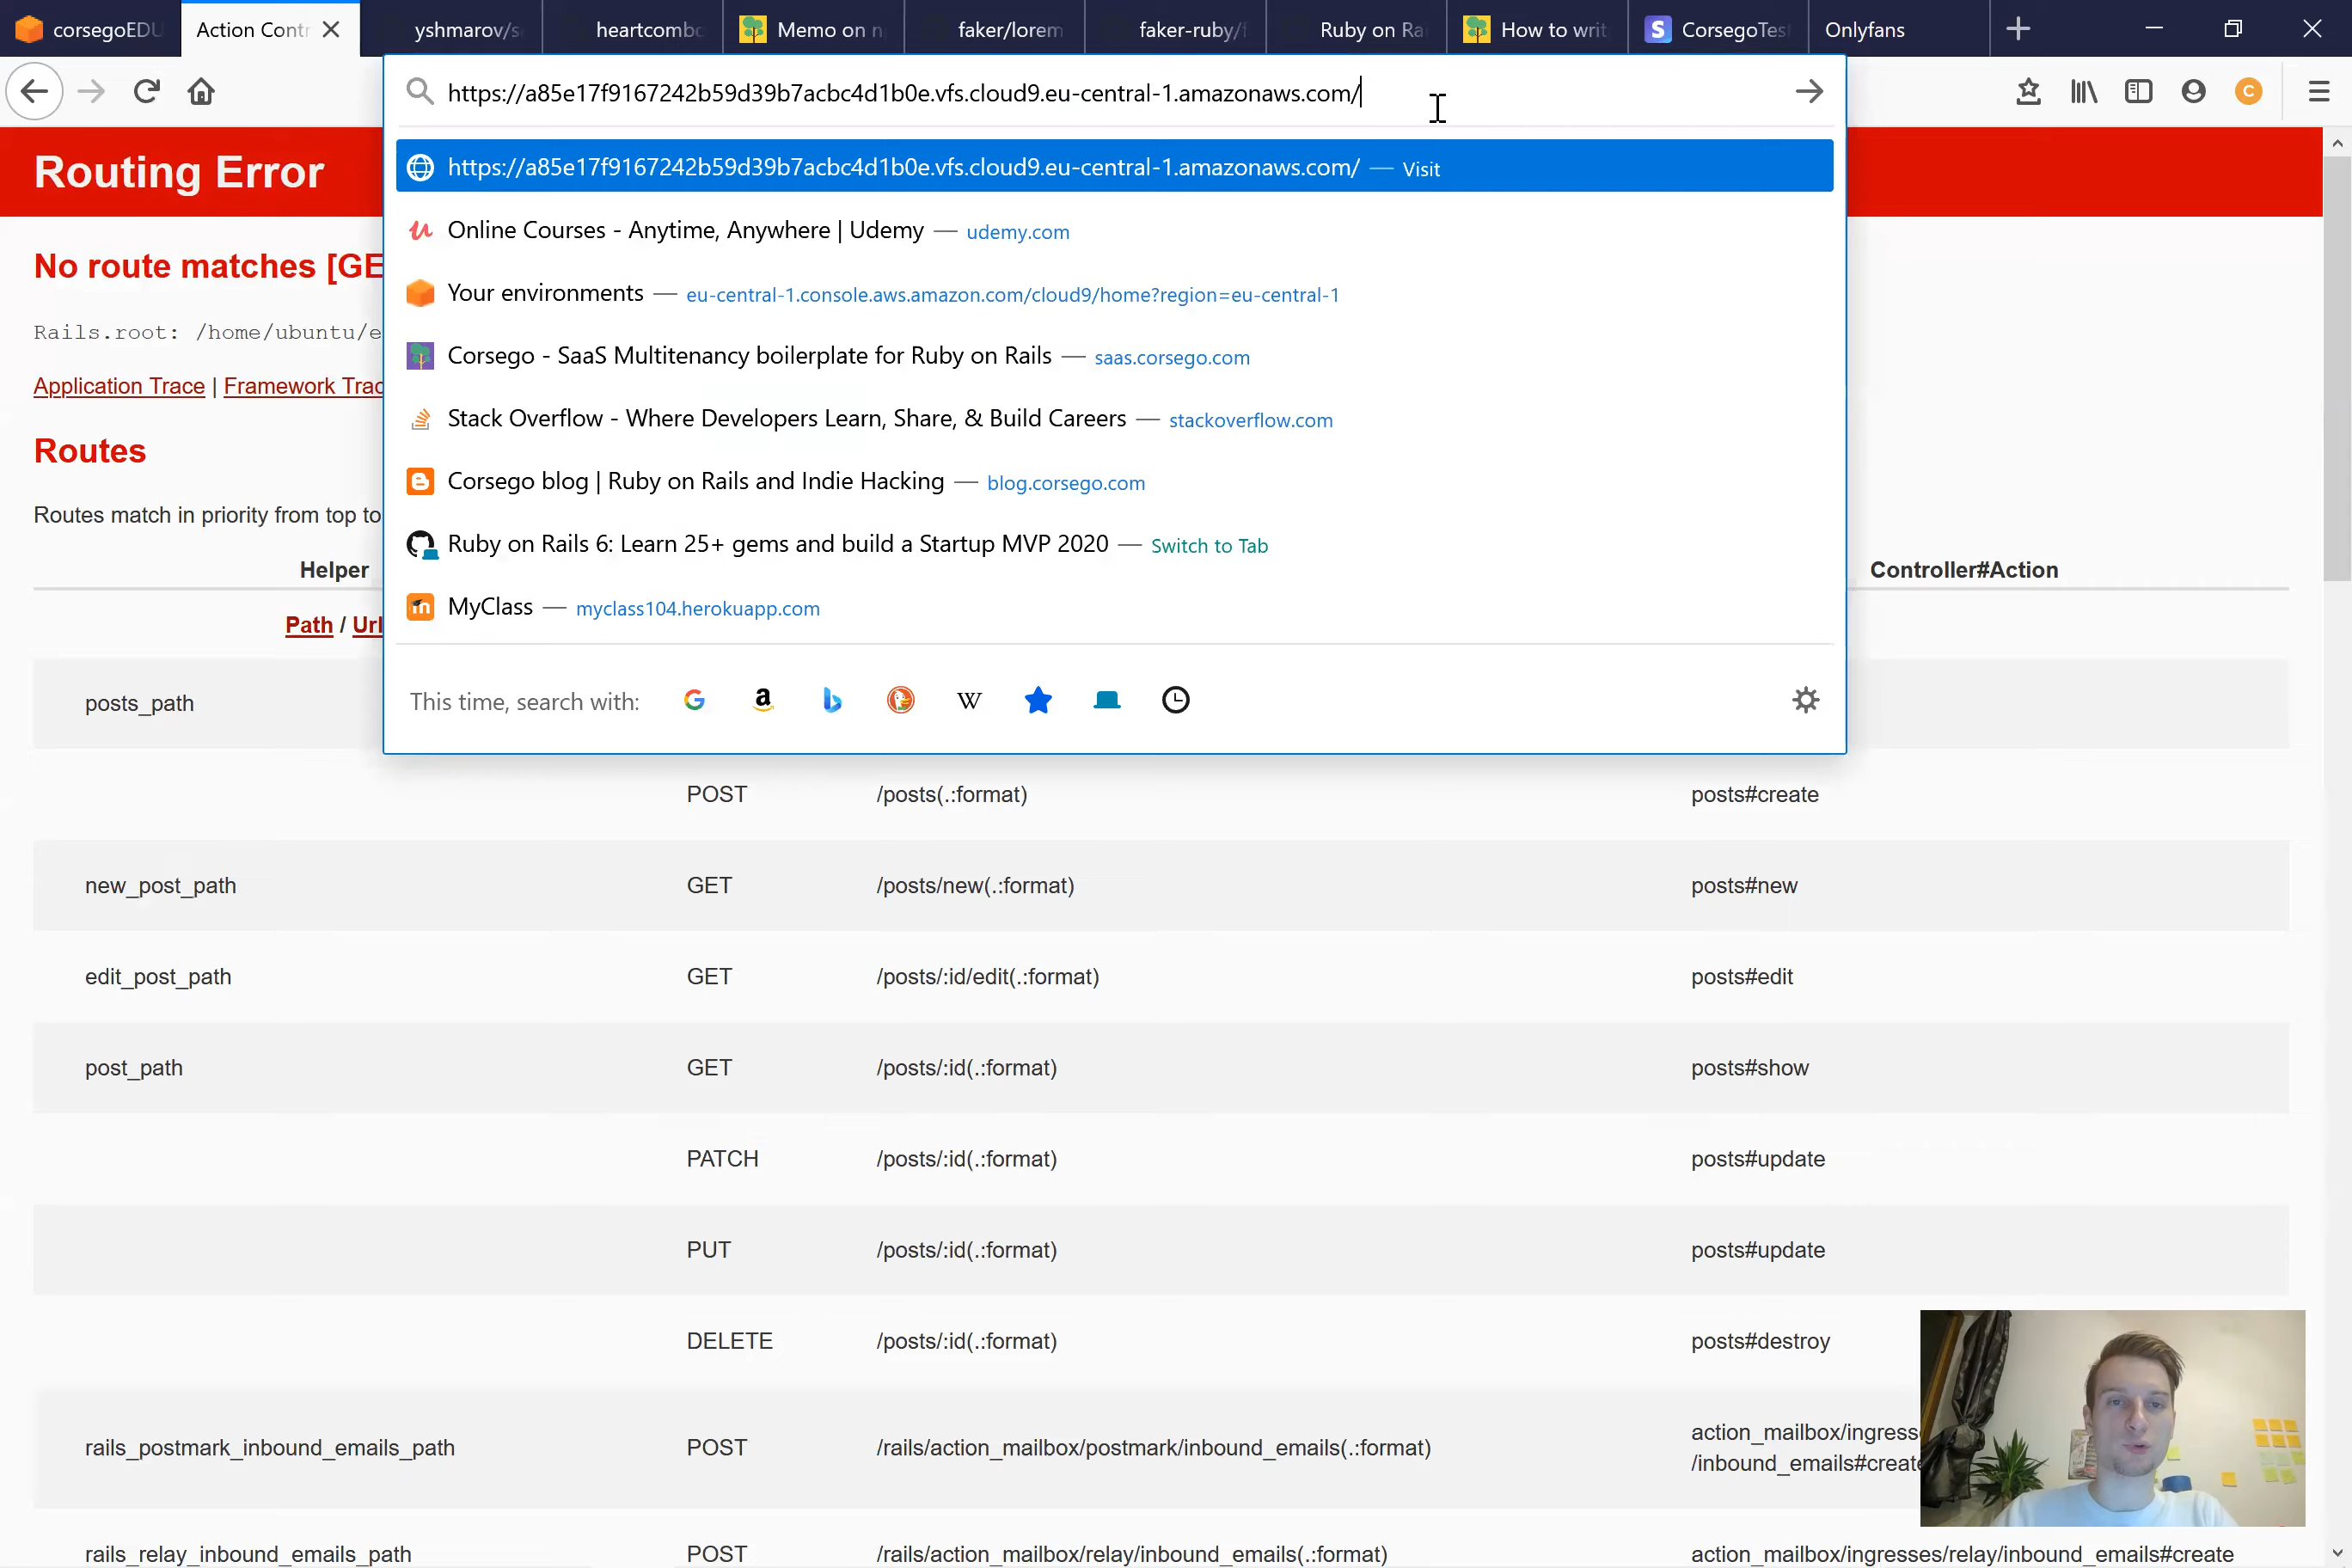 corsegoEDU
Action Contr
yshmarov/s
heartcombo
Memo on n
faker/lorem
faker-ruby/f
Ruby on Ra
How to writ
CorsegoTes
Onlyfans
https://a85e17f9167242b59d39b7acbc4d1b0e.vfs.cloud9.eu-central-1.amazonaws.com/
https://a85e17f9167242b59d39b7acbc4d1b0e.vfs.cloud9.eu-central-1.amazonaws.com/ — Visit
Online Courses - Anytime, Anywhere | Udemy — udemy.com
Your environments — eu-central-1.console.aws.amazon.com/cloud9/home?region=eu-central-1
Corsego - SaaS Multitenancy boilerplate for Ruby on Rails — saas.corsego.com
Stack Overflow - Where Developers Learn, Share, & Build Careers — stackoverflow.com
Corsego blog | Ruby on Rails and Indie Hacking — blog.corsego.com
Ruby on Rails 6: Learn 25+ gems and build a Startup MVP 2020 — Switch to Tab
MyClass — myclass104.herokuapp.com
This time, search with:
Routing Error
No route matches [GE
Rails.root: /home/ubuntu/e
Application Trace | Framework Trac
Routes
Routes match in priority from top to
Helper Controller#Action
Path / Url
posts_path
POST /posts(.:format) posts#create
new_post_path GET /posts/new(.:format) posts#new
edit_post_path GET /posts/:id/edit(.:format) posts#edit
post_path GET /posts/:id(.:format) posts#show
PATCH /posts/:id(.:format) posts#update
PUT /posts/:id(.:format) posts#update
DELETE /posts/:id(.:format) posts#destroy
rails_postmark_inbound_emails_path POST /rails/action_mailbox/postmark/inbound_emails(.:format) action_mailbox/ingress
/inbound_emails#create
rails_relay_inbound_emails_path POST /rails/action_mailbox/relay/inbound_emails(.:format) action_mailbox/ingresses/relay/inbound_emails#create